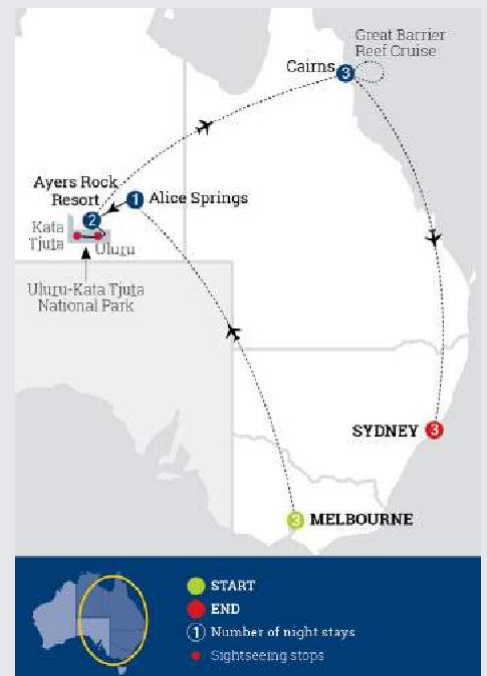 Great Barrier
Reef Cruise
Cairns 3
Ayers Rock
Resort
1 Alice Springs
2
Kata
Tjuta
Uluru
Uluru-Kata Tjuta
National Park
SYDNEY 3
3 MELBOURNE
START
END
1 Number of night stays
Sightseeing stops